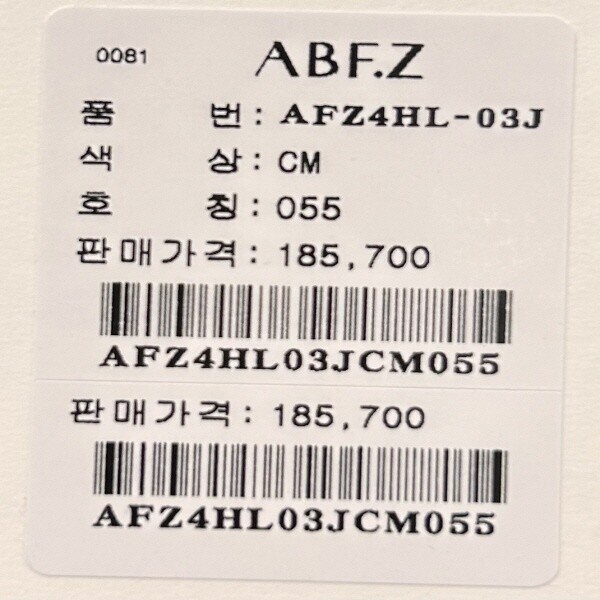 0081 ABF.Z
품 번 : AFZ4HL-03J
색 상 : CM
호 칭 : 055
판매가격 : 185,700
AFZ4HL03JCM055
판매가격 : 185,700
AFZ4HL03JCM055